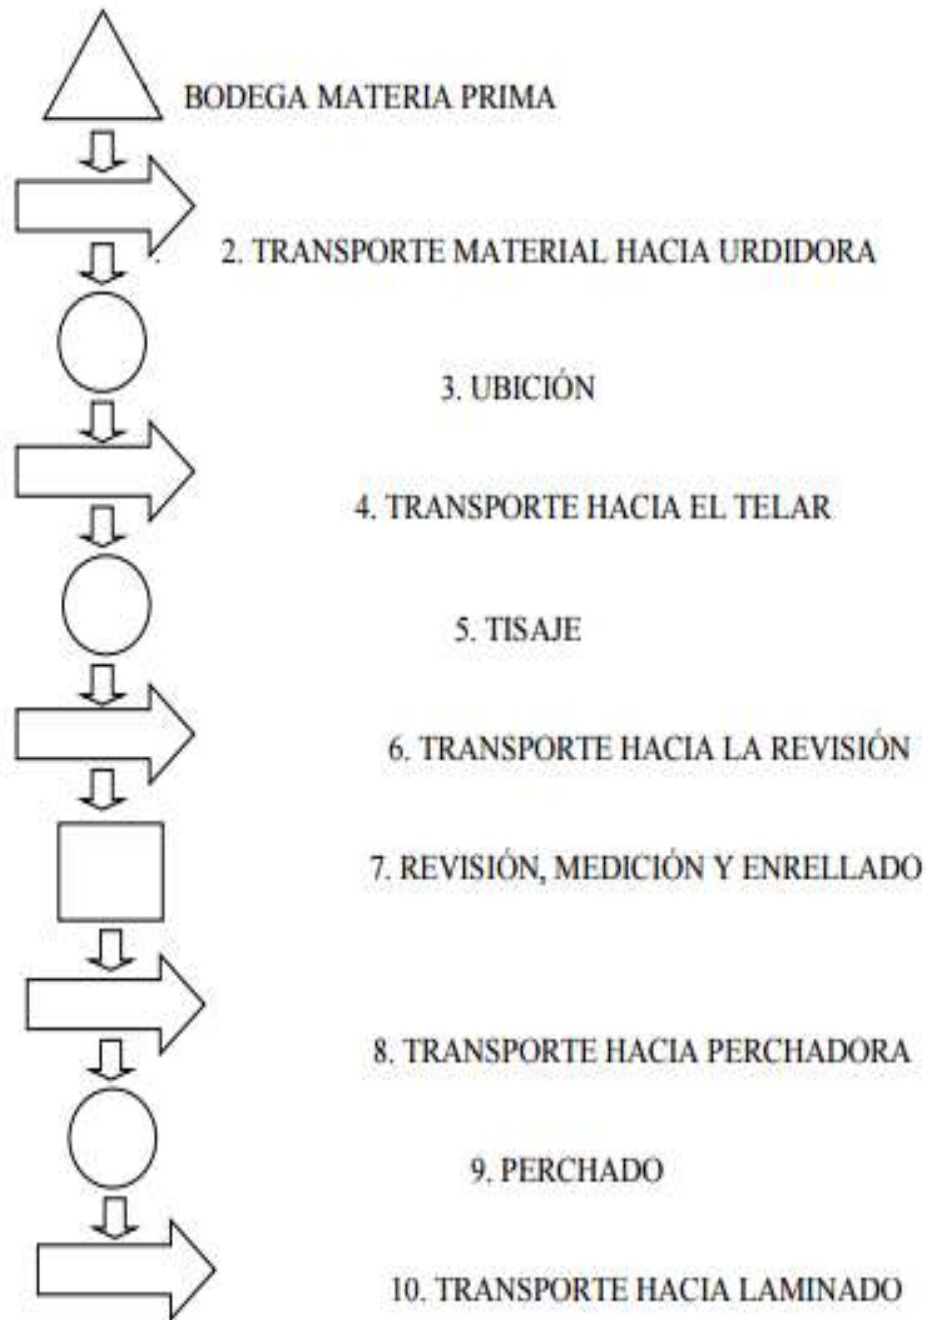 BODEGA MATERIA PRIMA
2. TRANSPORTE MATERIAL HACIA URDIDORA
3. UBICIÓN
4. TRANSPORTE HACIA EL TELAR
5. TISAJE
6. TRANSPORTE HACIA LA REVISIÓN
7. REVISIÓN, MEDICIÓN Y ENRELLADO
8. TRANSPORTE HACIA PERCHADORA
9. PERCHADO
10. TRANSPORTE HACIA LAMINADO